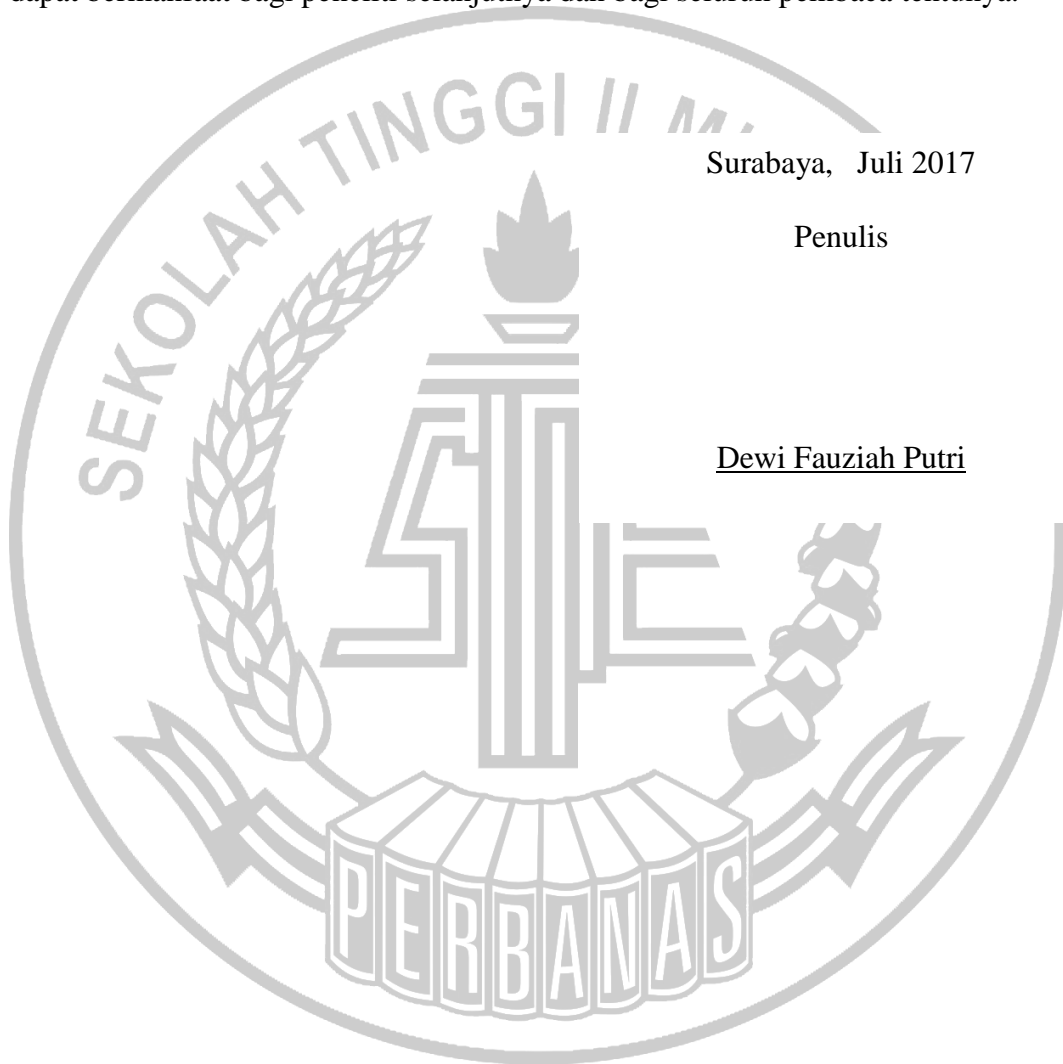 dapat bermanfaat bagi peneliti selanjutnya dan bagi seluruh pembaca tentunya.
SEKOLAH TINGGI
Surabaya, Juli 2017
Penulis
Dewi Fauziah Putri
PERBANAS